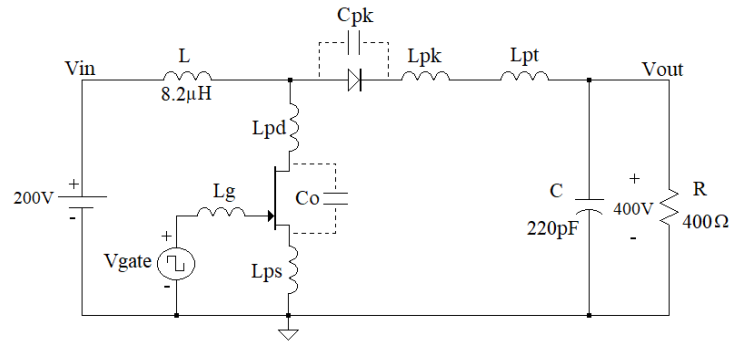 Cpk
Vin
L
8.2µH
Lpk
Lpt
Vout
Lpd
200V
+
-
Lg
Co
C
220pF
+
400V
-
R
400Ω
Vgate
+
-
Lps